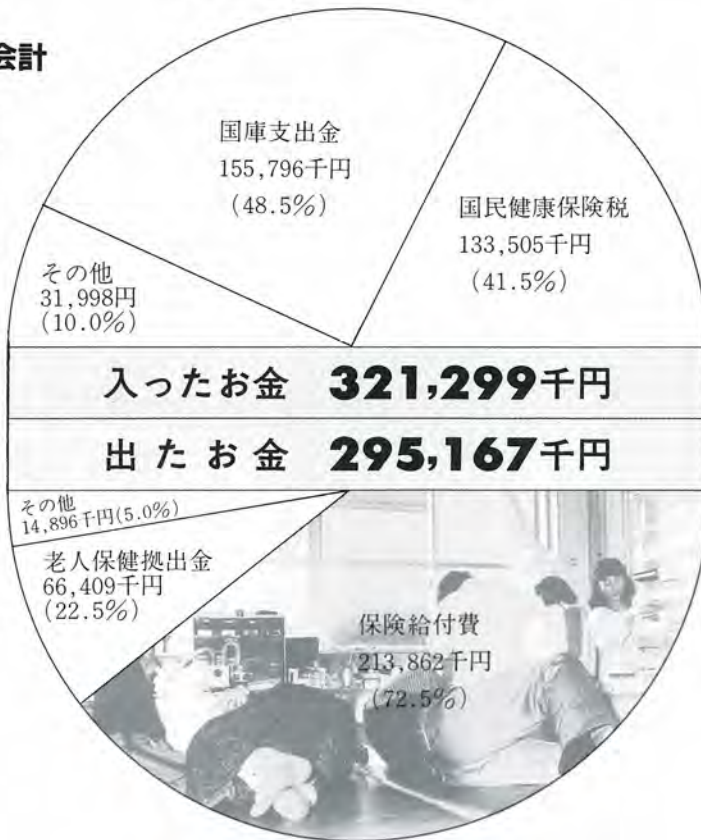 会計
国庫支出金
155,796千円
(48.5%)
国民健康保険税
133,505千円
(41.5%)
その他
31,998円
(10.0%)
入ったお金 321,299千円
出たお金 295,167千円
その他
14,896千円(5.0%)
老人保健拠出金
66,409千円
(22.5%)
保険給付費
213,862千円
(72.5%)